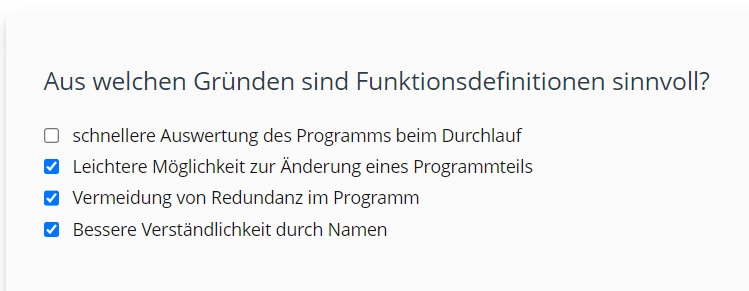 Aus welchen Gründen sind Funktionsdefinitionen sinnvoll?
schnellere Auswertung des Programms beim Durchlauf
Leichtere Möglichkeit zur Änderung eines Programmteils
Vermeidung von Redundanz im Programm
Bessere Verständlichkeit durch Namen